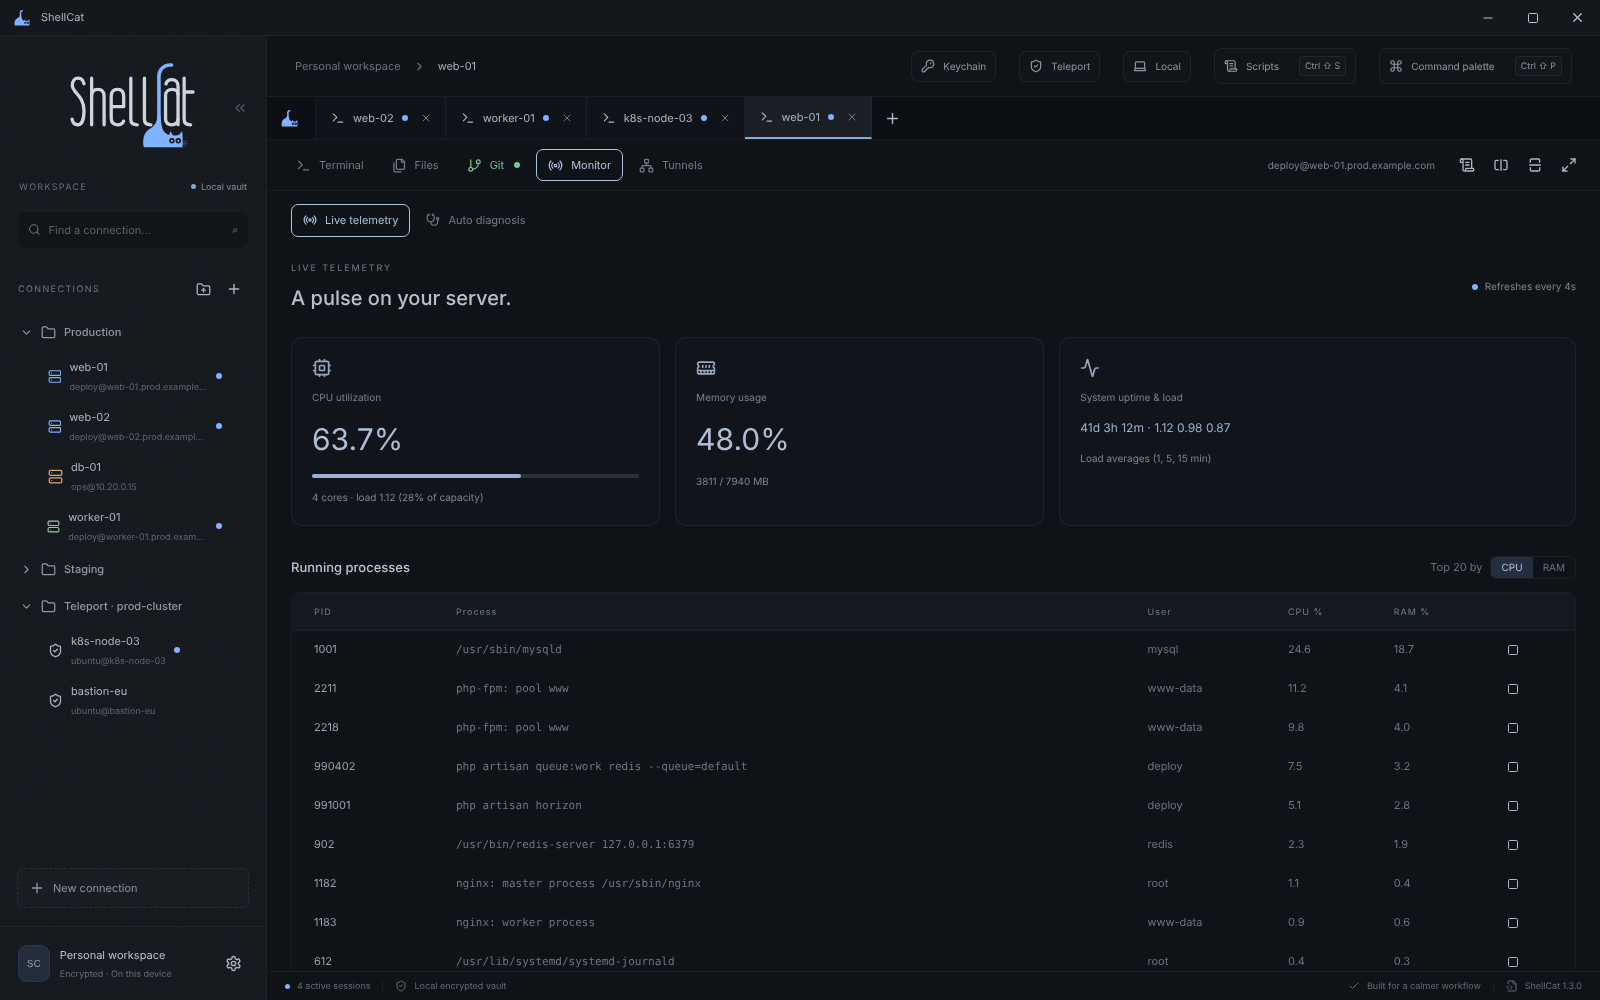 ShellCat
ShellCat
WORKSPACE
Local vault
Find a connection...
CONNECTIONS
Production
web-01
deploy@web-01.prod.example...
web-02
deploy@web-02.prod.exampl...
db-01
ops@10.20.0.15
worker-01
deploy@worker-01.prod.exam...
Staging
Teleport · prod-cluster
k8s-node-03
ubuntu@k8s-node-03
bastion-eu
ubuntu@bastion-eu
New connection
SC
Personal workspace
Encrypted · On this device
Personal workspace
web-01
Keychain
Teleport
Local
Scripts
Ctrl ⇧ S
Command palette
Ctrl ⇧ P
web-02
worker-01
k8s-node-03
web-01
Terminal
Files
Git
Monitor
Tunnels
deploy@web-01.prod.example.com
Live telemetry
Auto diagnosis
LIVE TELEMETRY
A pulse on your server.
Refreshes every 4s
CPU utilization
63.7%
4 cores · load 1.12 (28% of capacity)
Memory usage
48.0%
3811 / 7940 MB
System uptime & load
41d 3h 12m · 1.12 0.98 0.87
Load averages (1, 5, 15 min)
Running processes
Top 20 by CPU RAM
PID Process User CPU % RAM %
1001 /usr/sbin/mysqld mysql 24.6 18.7
2211 php-fpm: pool www www-data 11.2 4.1
2218 php-fpm: pool www www-data 9.8 4.0
990402 php artisan queue:work redis --queue=default deploy 7.5 3.2
991001 php artisan horizon deploy 5.1 2.8
902 /usr/bin/redis-server 127.0.0.1:6379 redis 2.3 1.9
1182 nginx: master process /usr/sbin/nginx root 1.1 0.4
1183 nginx: worker process www-data 0.9 0.6
612 /usr/lib/systemd/systemd-journald root 0.4 0.3
4 active sessions
Local encrypted vault
Built for a calmer workflow
ShellCat 1.3.0